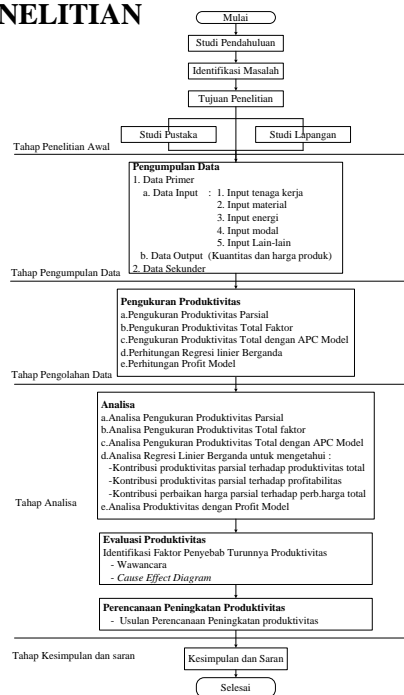 NELITIAN
Mulai
Studi Pendahuluan
Identifikasi Masalah
Tujuan Penelitian
Studi Pustaka
Studi Lapangan
Tahap Penelitian Awal
Pengumpulan Data
1. Data Primer
a. Data Input : 1. Input tenaga kerja
2. Input material
3. Input energi
4. Input modal
5. Input Lain-lain
b. Data Output (Kuantitas dan harga produk)
2. Data Sekunder
Tahap Pengumpulan Data
Pengukuran Produktivitas
a.Pengukuran Produktivitas Parsial
b.Pengukuran Produktivitas Total Faktor
c.Pengukuran Produktivitas Total dengan APC Model
d.Perhitungan Regresi linier Berganda
e.Perhitungan Profit Model
Tahap Pengolahan Data
Analisa
a.Analisa Pengukuran Produktivitas Parsial
b.Analisa Pengukuran Produktivitas Total faktor
c.Analisa Pengukuran Produktivitas Total dengan APC Model
d.Analisa Regresi Linier Berganda untuk mengetahui :
-Kontribusi produktivitas parsial terhadap produktivitas total
-Kontribusi produktivitas parsial terhadap profitabilitas
-Kontribusi perbaikan harga parsial terhadap perb.harga total
e.Analisa Produktivitas dengan Profit Model
Tahap Analisa
Evaluasi Produktivitas
Identifikasi Faktor Penyebab Turunnya Produktivitas
- Wawancara
- Cause Effect Diagram
Perencanaan Peningkatan Produktivitas
- Usulan Perencanaan Peningkatan produktivitas
Tahap Kesimpulan dan saran
Kesimpulan dan Saran
Selesai